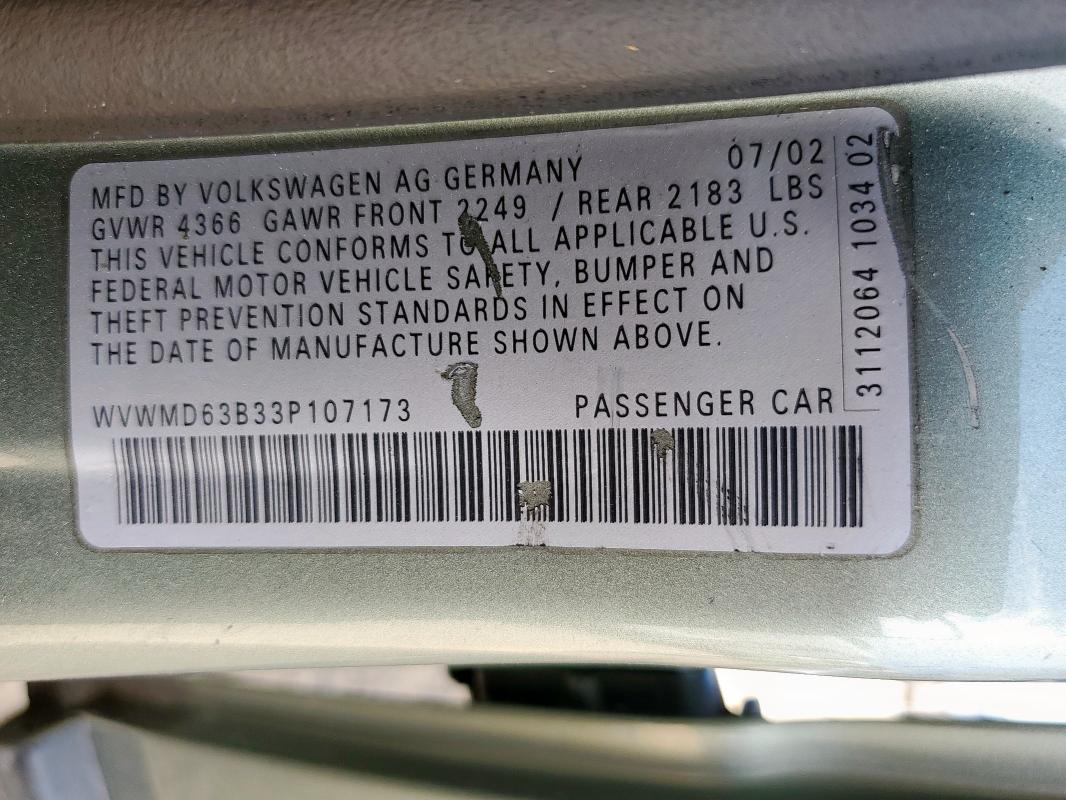 07/02
MFD BY VOLKSWAGEN AG GERMANY
GVWR 4366 GAWR FRONT 2249 / REAR 2183 LBS
THIS VEHICLE CONFORMS TO ALL APPLICABLE U.S.
FEDERAL MOTOR VEHICLE SAFETY, BUMPER AND
THEFT PREVENTION STANDARDS IN EFFECT ON
THE DATE OF MANUFACTURE SHOWN ABOVE.
WVWMD63B33P107173 PASSENGER CAR
3112064 1034 02